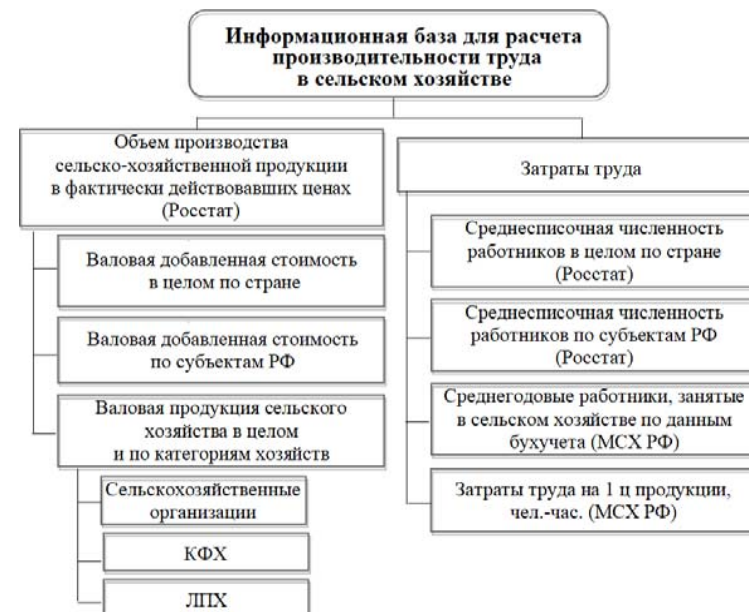 Информационная база для расчета
производительности труда
в сельском хозяйстве
Объем производства
сельско-хозяйственной продукции
в фактически действовавших ценах
(Росстат)
Валовая добавленная стоимость
в целом по стране
Валовая добавленная стоимость
по субъектам РФ
Валовая продукция сельского
хозяйства в целом
и по категориям хозяйств
Сельскохозяйственные
организации
КФХ
ЛПХ
Затраты труда
Среднесписочная численность
работников в целом по стране
(Росстат)
Среднесписочная численность
работников по субъектам РФ
(Росстат)
Среднегодовые работники, занятые
в сельском хозяйстве по данным
бухучета (МСХ РФ)
Затраты труда на 1 ц продукции,
чел.-час. (МСХ РФ)